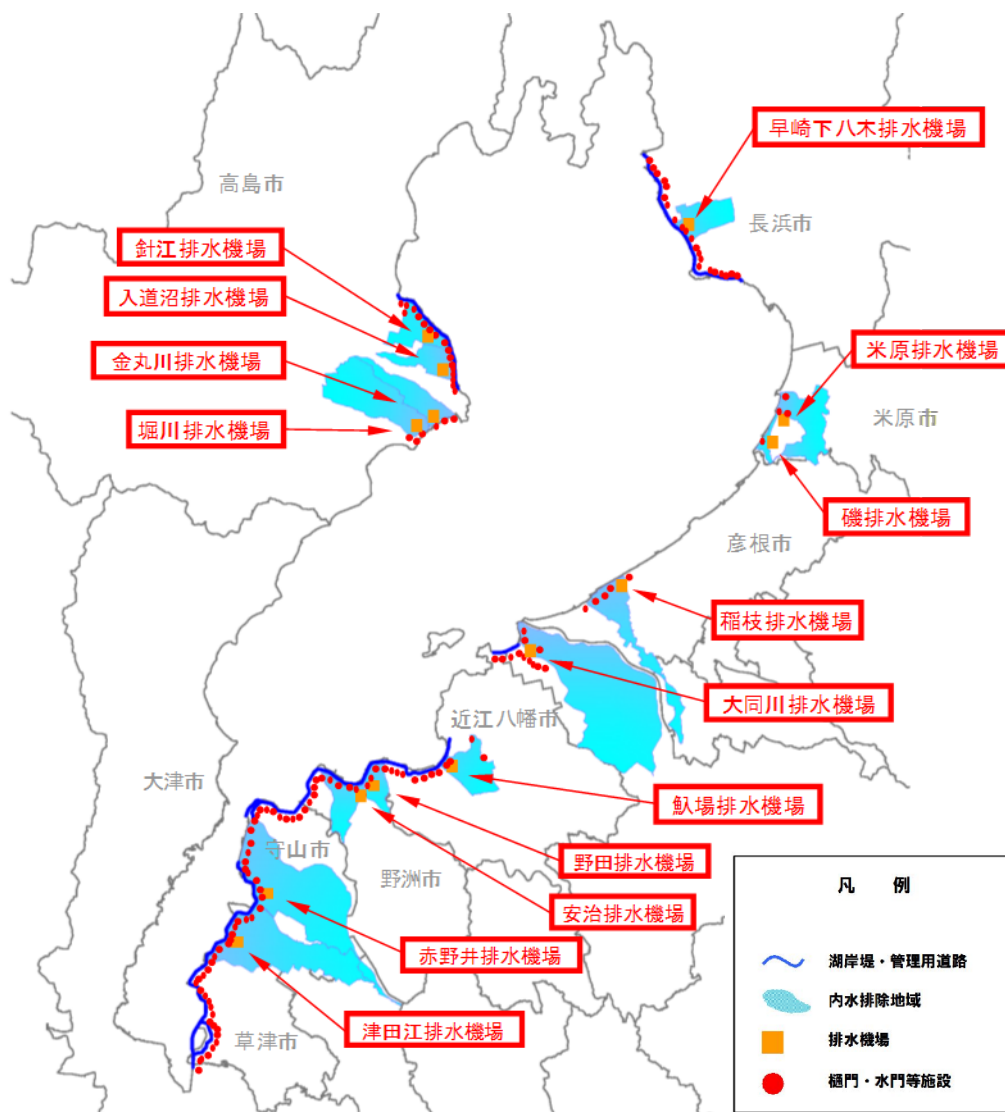 早崎下八木排水機場
高島市
長浜市
針江排水機場
入道沼排水機場
金丸川排水機場
米原排水機場
堀川排水機場
米原市
磯排水機場
彦根市
稲枝排水機場
大同川排水機場
近江八幡市
大津市
魞場排水機場
守山市
野田排水機場
野洲市
安治排水機場
赤野井排水機場
津田江排水機場
草津市
凡 例
湖岸堤・管理用道路
内水排除地域
排水機場
樋門・水門等施設